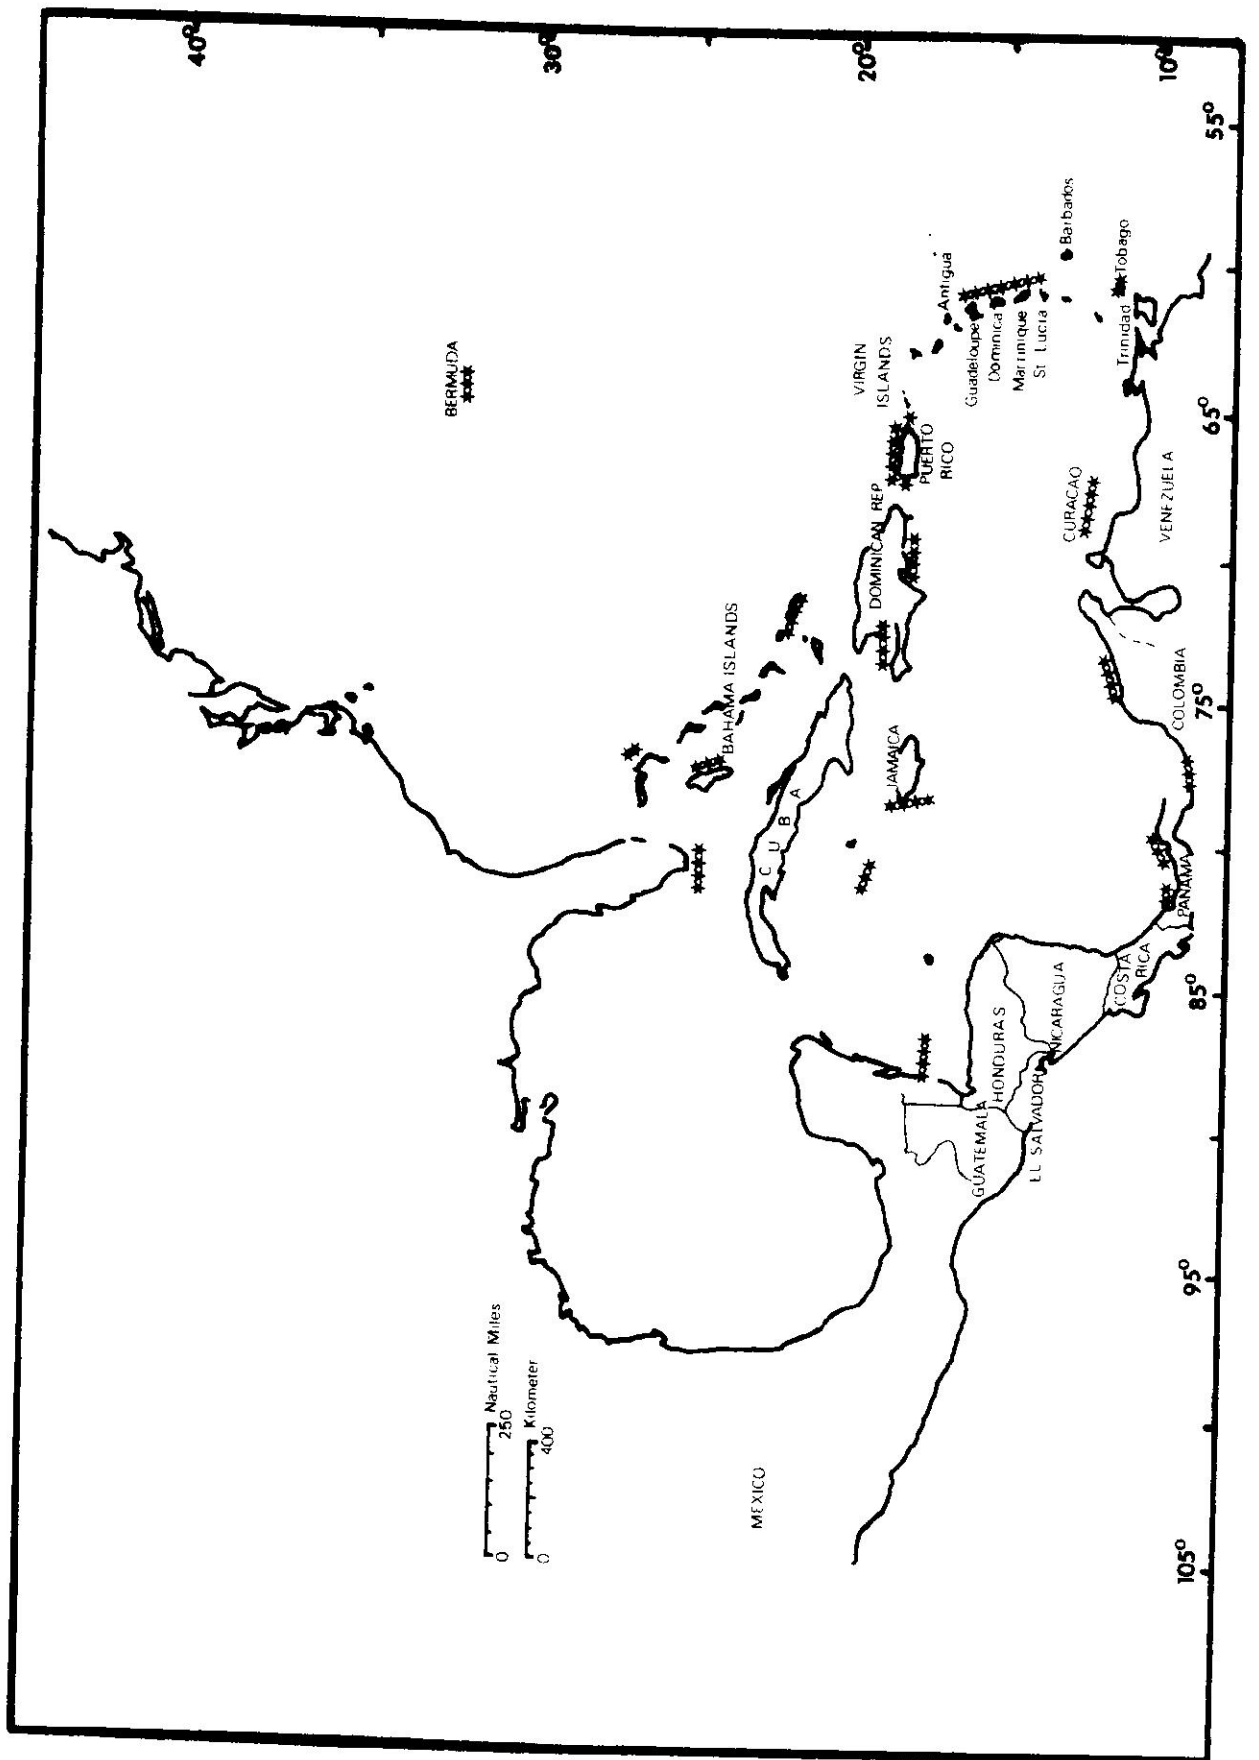 40°
30°
20°
10°
55°
65°
75°
85°
95°
105°
BERMUDA
BAHAMA ISLANDS
C U B A
JAMAICA
DOMINICAN REP
PUERTO
RICO
VIRGIN
ISLANDS
Antigua
Guadeloupe
Dominica
Martinique
St Lucia
Barbados
Tobago
Trinidad
CURACAO
VENEZUELA
COLOMBIA
PANAMA
COSTA
RICA
NICARAGUA
HONDURAS
EL SALVADOR
GUATEMALA
MEXICO
0 250 Nautical Miles
0 400 Kilometer